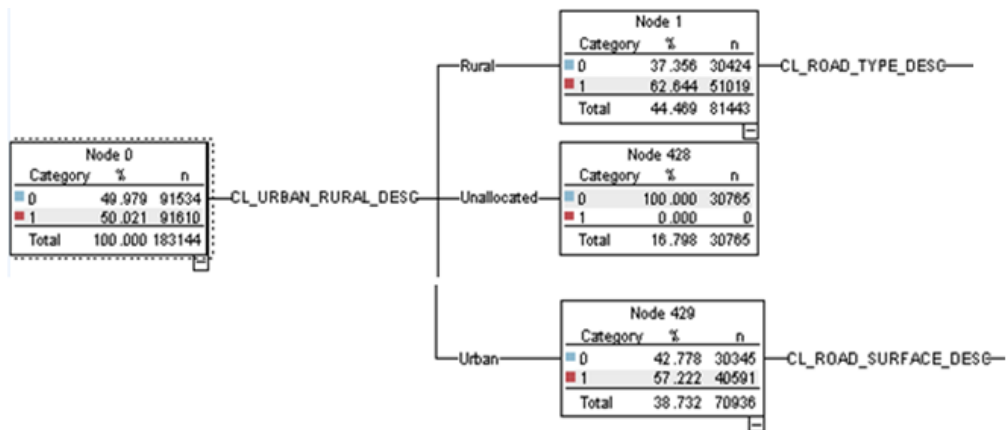 Node 0
Category % n
0 49.979 91534
1 50.021 91610
Total 100.000 183144
CL_URBAN_RURAL_DESC
Rural
Node 1
Category % n
0 37.356 30424
1 62.644 51019
Total 44.469 81443
CL_ROAD_TYPE_DESC
Unallocated
Node 428
Category % n
0 100.000 30765
1 0.000 0
Total 16.798 30765
Urban
Node 429
Category % n
0 42.778 30345
1 57.222 40591
Total 38.732 70936
CL_ROAD_SURFACE_DESC